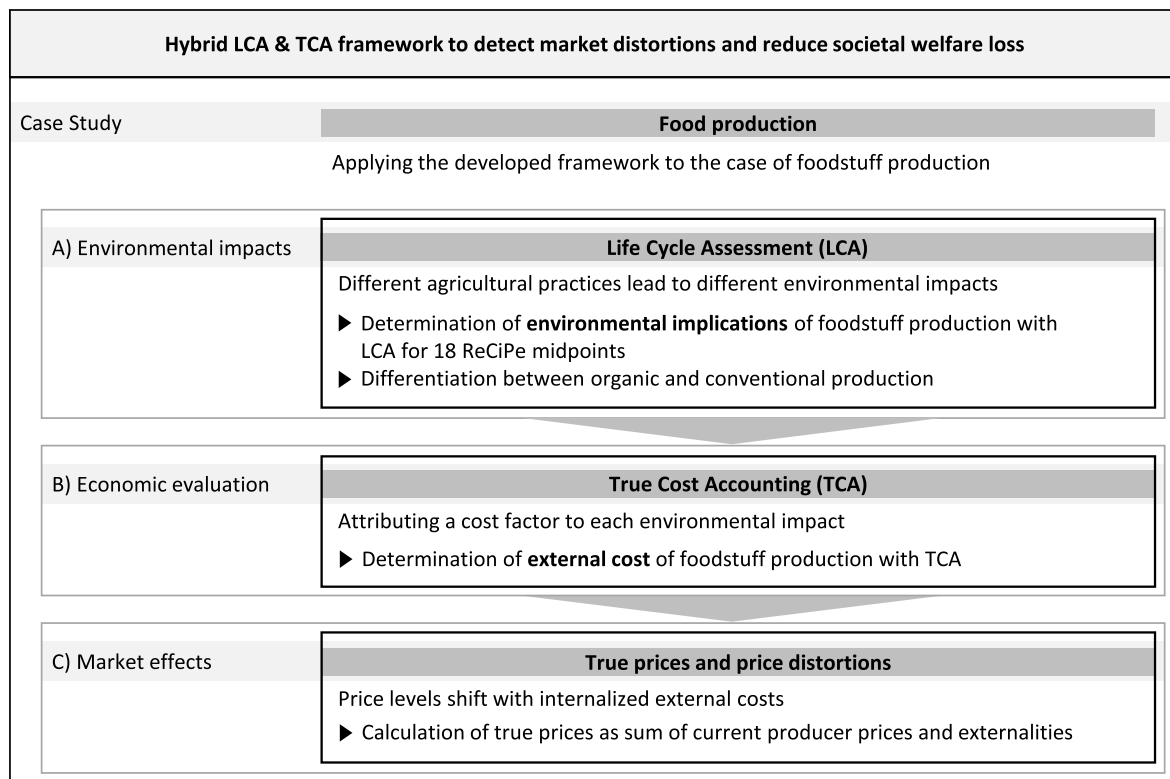 Hybrid LCA & TCA framework to detect market distortions and reduce societal welfare loss
Case Study
Food production
Applying the developed framework to the case of foodstuff production
A) Environmental impacts
Life Cycle Assessment (LCA)
Different agricultural practices lead to different environmental impacts
Determination of environmental implications of foodstuff production with
LCA for 18 ReCiPe midpoints
Differentiation between organic and conventional production
B) Economic evaluation
True Cost Accounting (TCA)
Attributing a cost factor to each environmental impact
Determination of external cost of foodstuff production with TCA
C) Market effects
True prices and price distortions
Price levels shift with internalized external costs
Calculation of true prices as sum of current producer prices and externalities